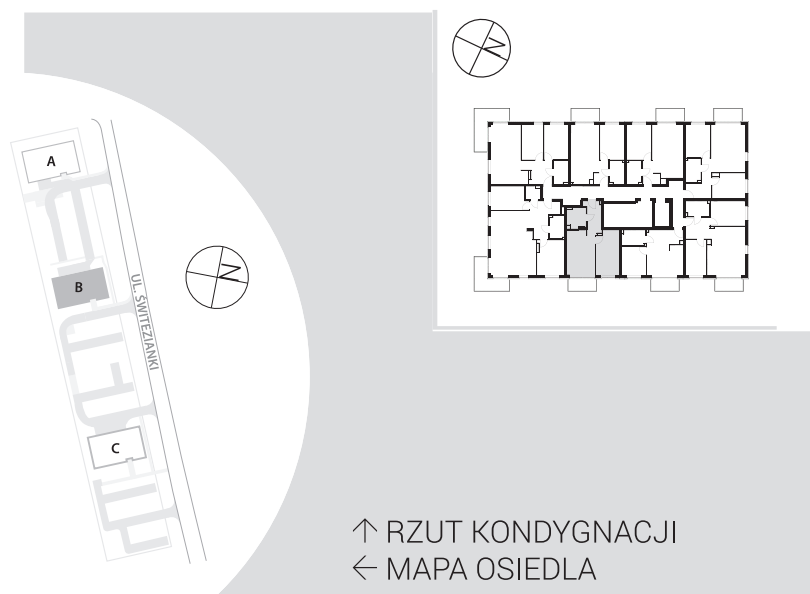 N
A
B
N
UL. ŚWITEZIANKI
C
RZUT KONDYGNACJI
MAPA OSIEDLA